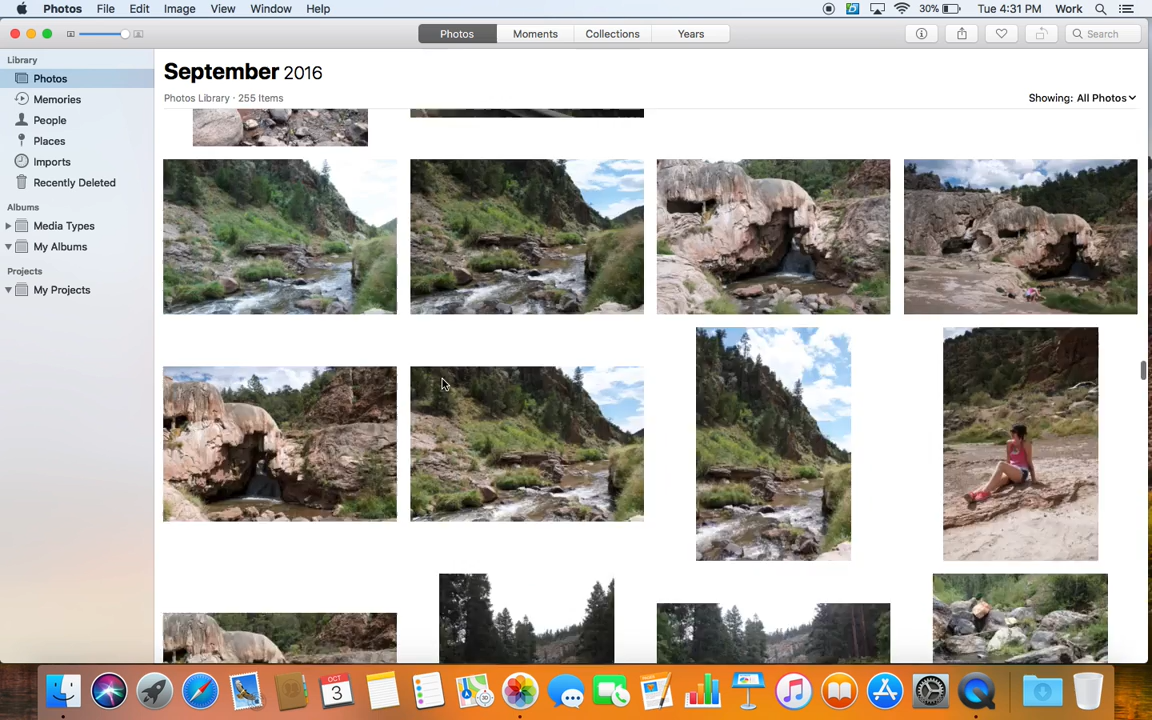 Photos File Edit Image View Window Help 30% Tue 4:31 PM Work
Photos Moments Collections Years Search
Library
Photos
Memories
People
Places
Imports
Recently Deleted
Albums
Media Types
My Albums
Projects
My Projects
September 2016
Photos Library · 255 Items Showing: All Photos
OCT
3